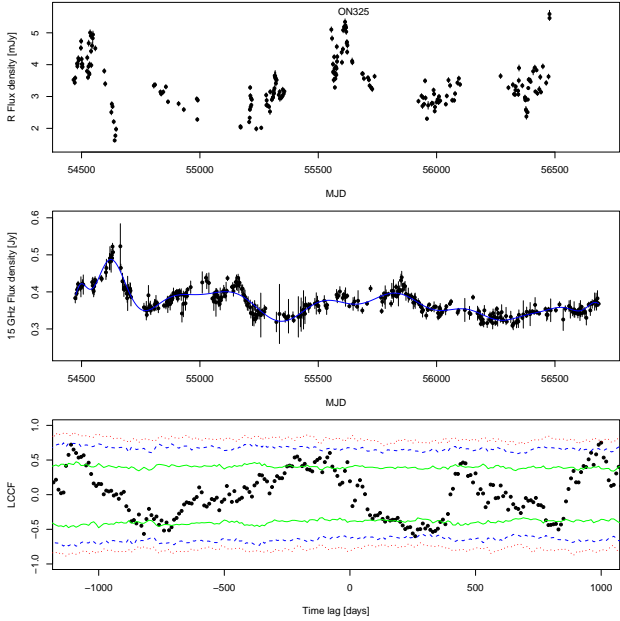 ON325
R Flux density [mJy]
5
4
3
2
54500 55000 55500 56000 56500
MJD
15 GHz Flux density [Jy]
0.6
0.5
0.4
0.3
54500 55000 55500 56000 56500
MJD
LCCF
1.0
0.5
0.0
−0.5
−1.0
−1000 −500 0 500 1000
Time lag [days]